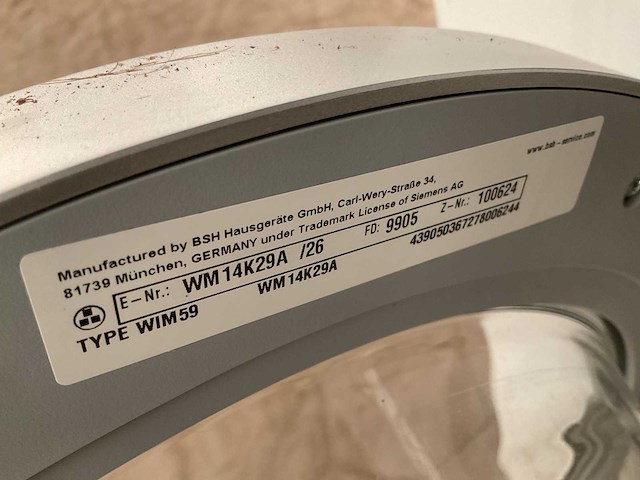 www.bsh-service.com
Manufactured by BSH Hausgeräte GmbH, Carl-Wery-Straße 34,
81739 München, GERMANY under Trademark License of Siemens AG
E-Nr.: WM14K29A /26 FD: 9905 Z-Nr.: 100624
TYPE WIM59 WM14K29A 439050367278006244